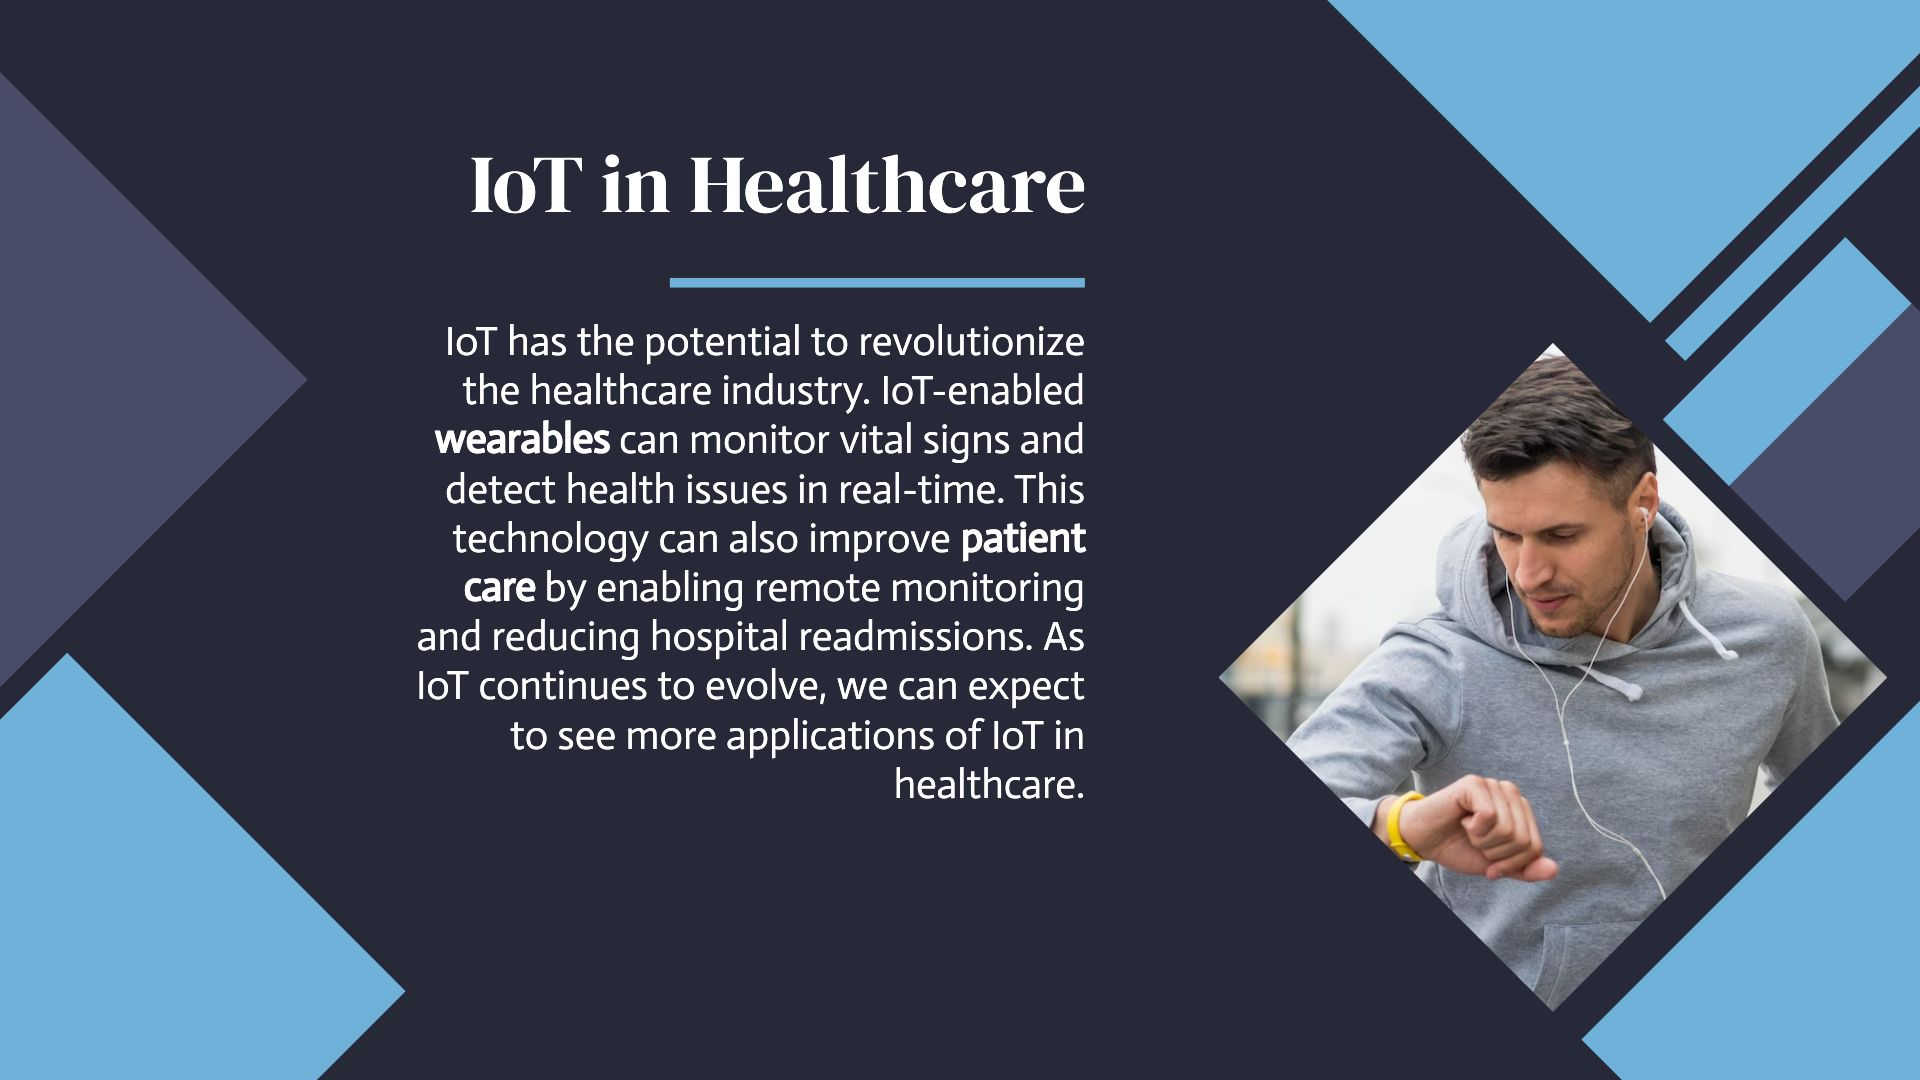 IoT in Healthcare
IoT has the potential to revolutionize
the healthcare industry. IoT-enabled
wearables can monitor vital signs and
detect health issues in real-time. This
technology can also improve patient
care by enabling remote monitoring
and reducing hospital readmissions. As
IoT continues to evolve, we can expect
to see more applications of IoT in
healthcare.